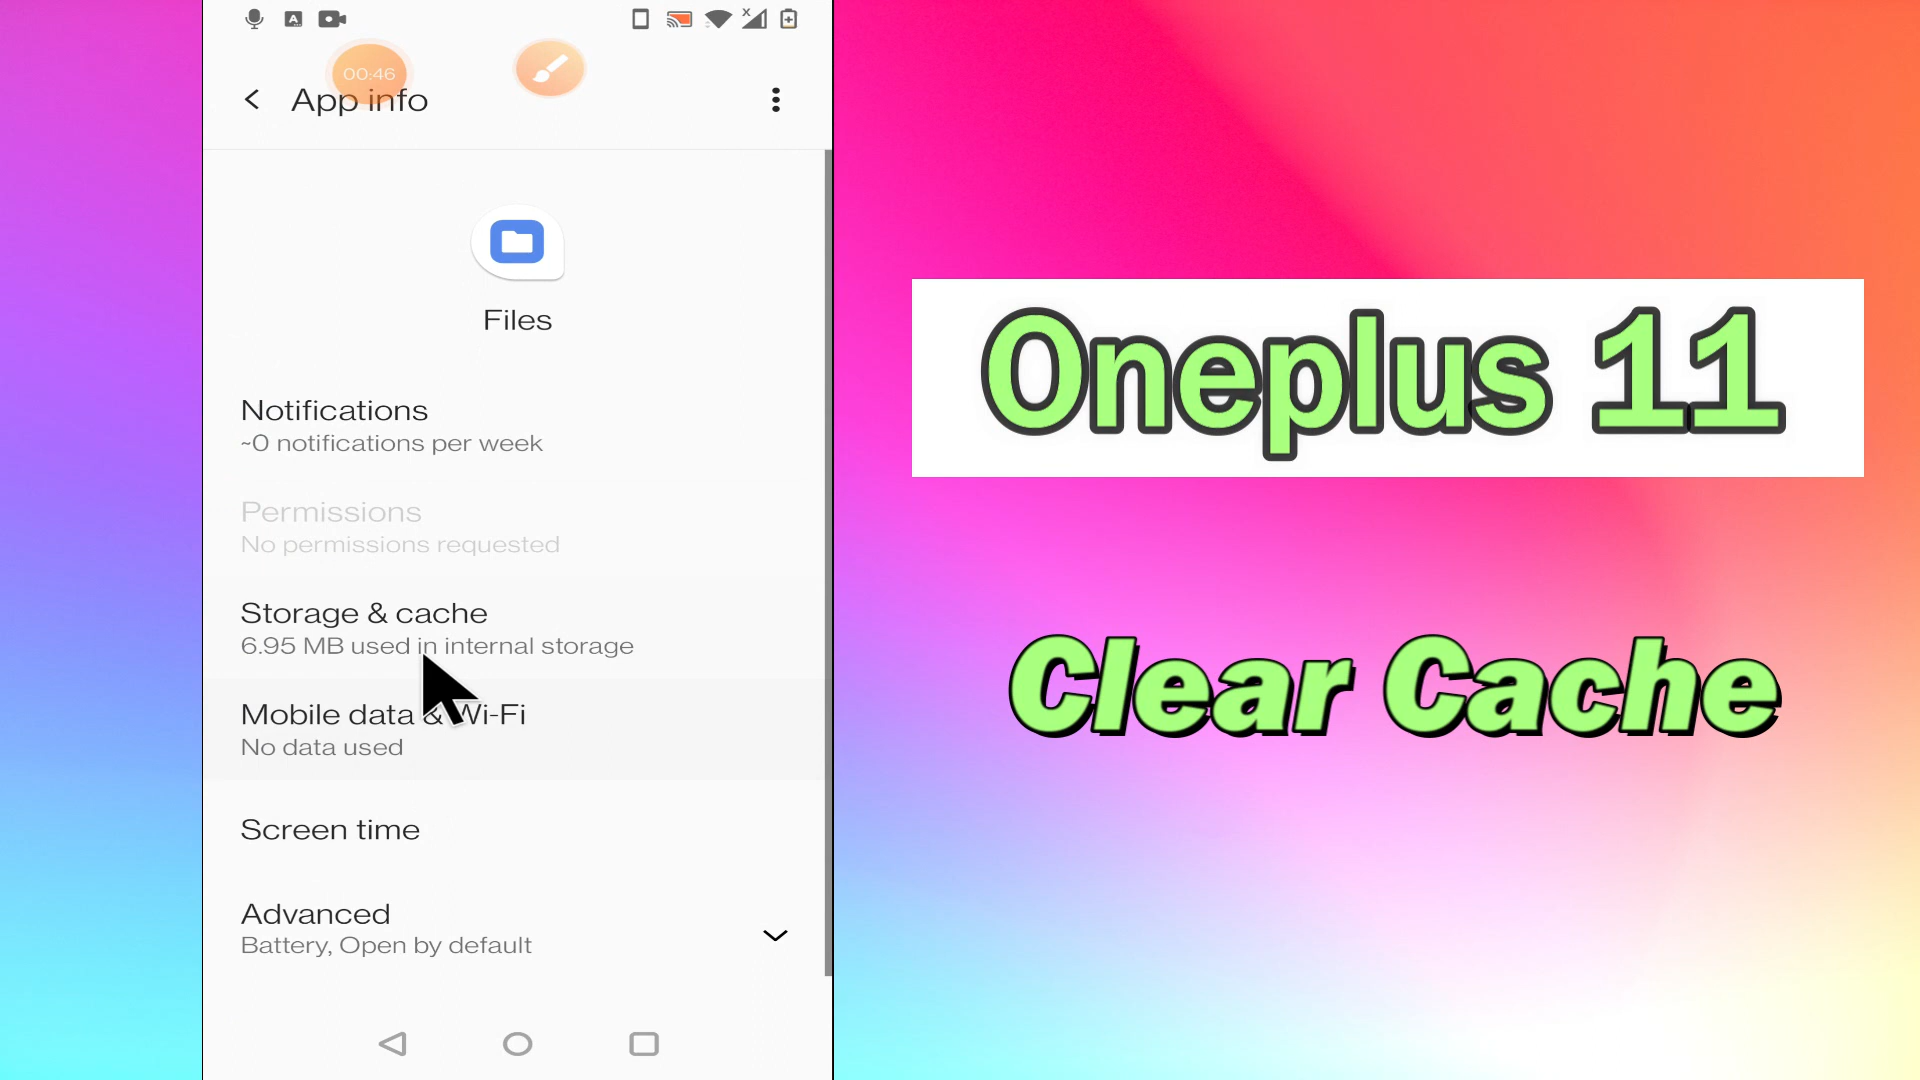 00:46
App info
Files
Notifications
~0 notifications per week
Permissions
No permissions requested
Storage & cache
6.95 MB used in internal storage
Mobile data & Wi-Fi
No data used
Screen time
Advanced
Battery, Open by default
Oneplus 11
Clear Cache